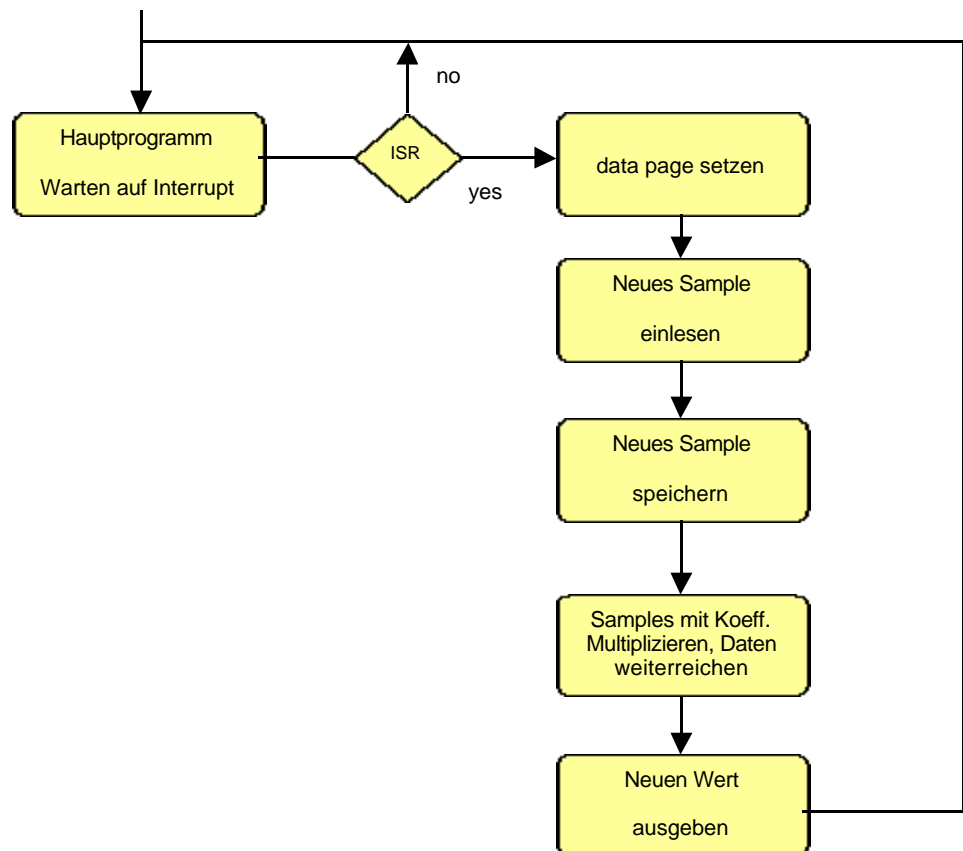 no
Hauptprogramm
Warten auf Interrupt
ISR
yes
data page setzen
Neues Sample
einlesen
Neues Sample
speichern
Samples mit Koeff.
Multiplizieren, Daten
weiterreichen
Neuen Wert
ausgeben